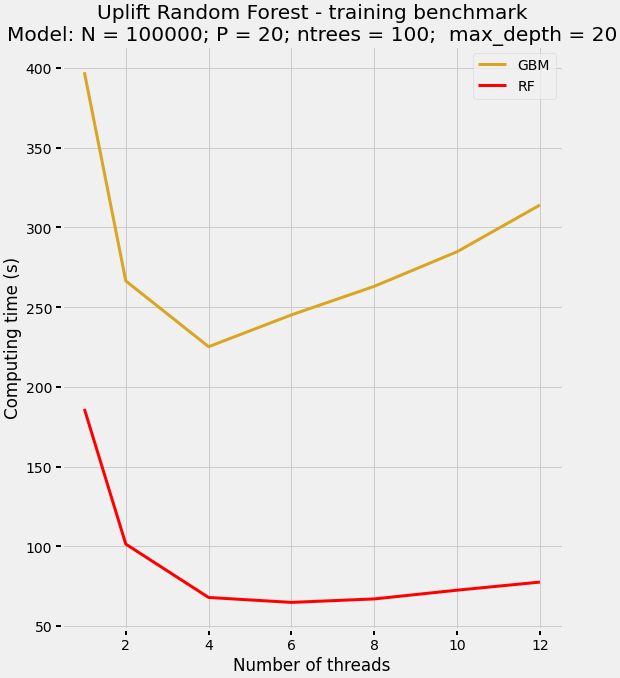 Uplift Random Forest - training benchmark
Model: N = 100000; P = 20; ntrees = 100;  max_depth = 20
GBM
RF
400
350
300
250
200
150
100
50
Computing time (s)
2 4 6 8 10 12
Number of threads